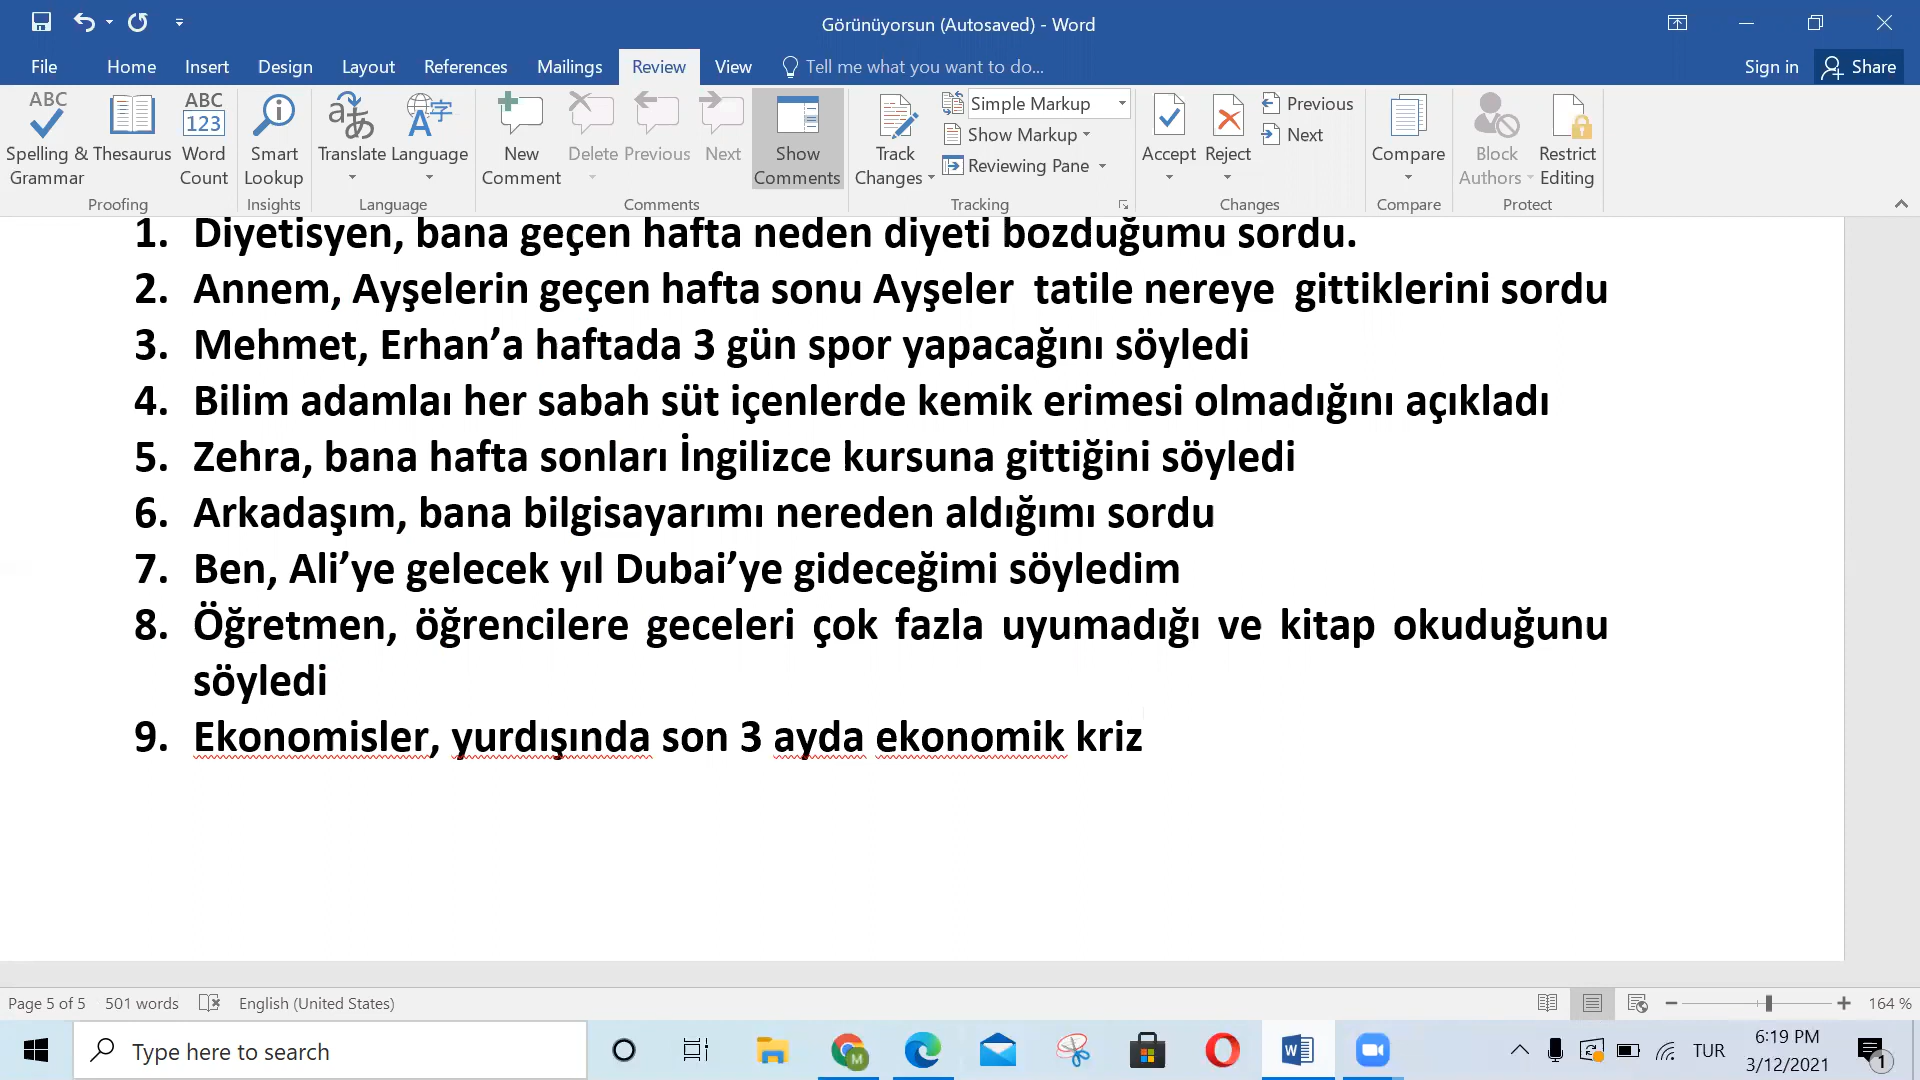 Görünüyorsun (Autosaved) - Word
File Home Insert Design Layout References Mailings Review View Tell me what you want to do... Sign in Share
ABC Spelling & Grammar
Thesaurus
ABC 123 Word Count
Smart Lookup
Translate
Language
New Comment
Delete
Previous
Next
Show Comments
Track Changes
Simple Markup
Show Markup
Reviewing Pane
Accept
Reject
Previous
Next
Compare
Block Authors
Restrict Editing
Proofing Insights Language Comments Tracking Changes Compare Protect
1. Diyetisyen, bana geçen hafta neden diyeti bozduğumu sordu.
2. Annem, Ayşelerin geçen hafta sonu Ayşeler tatile nereye gittiklerini sordu
3. Mehmet, Erhan’a haftada 3 gün spor yapacağını söyledi
4. Bilim adamlaı her sabah süt içenlerde kemik erimesi olmadığını açıkladı
5. Zehra, bana hafta sonları İngilizce kursuna gittiğini söyledi
6. Arkadaşım, bana bilgisayarımı nereden aldığımı sordu
7. Ben, Ali’ye gelecek yıl Dubai’ye gideceğimi söyledim
8. Öğretmen, öğrencilere geceleri çok fazla uyumadığı ve kitap okuduğunu
söyledi
9. Ekonomisler, yurdışında son 3 ayda ekonomik kriz
Page 5 of 5 501 words English (United States) 164 %
Type here to search
M
TUR
6:19 PM
3/12/2021
1